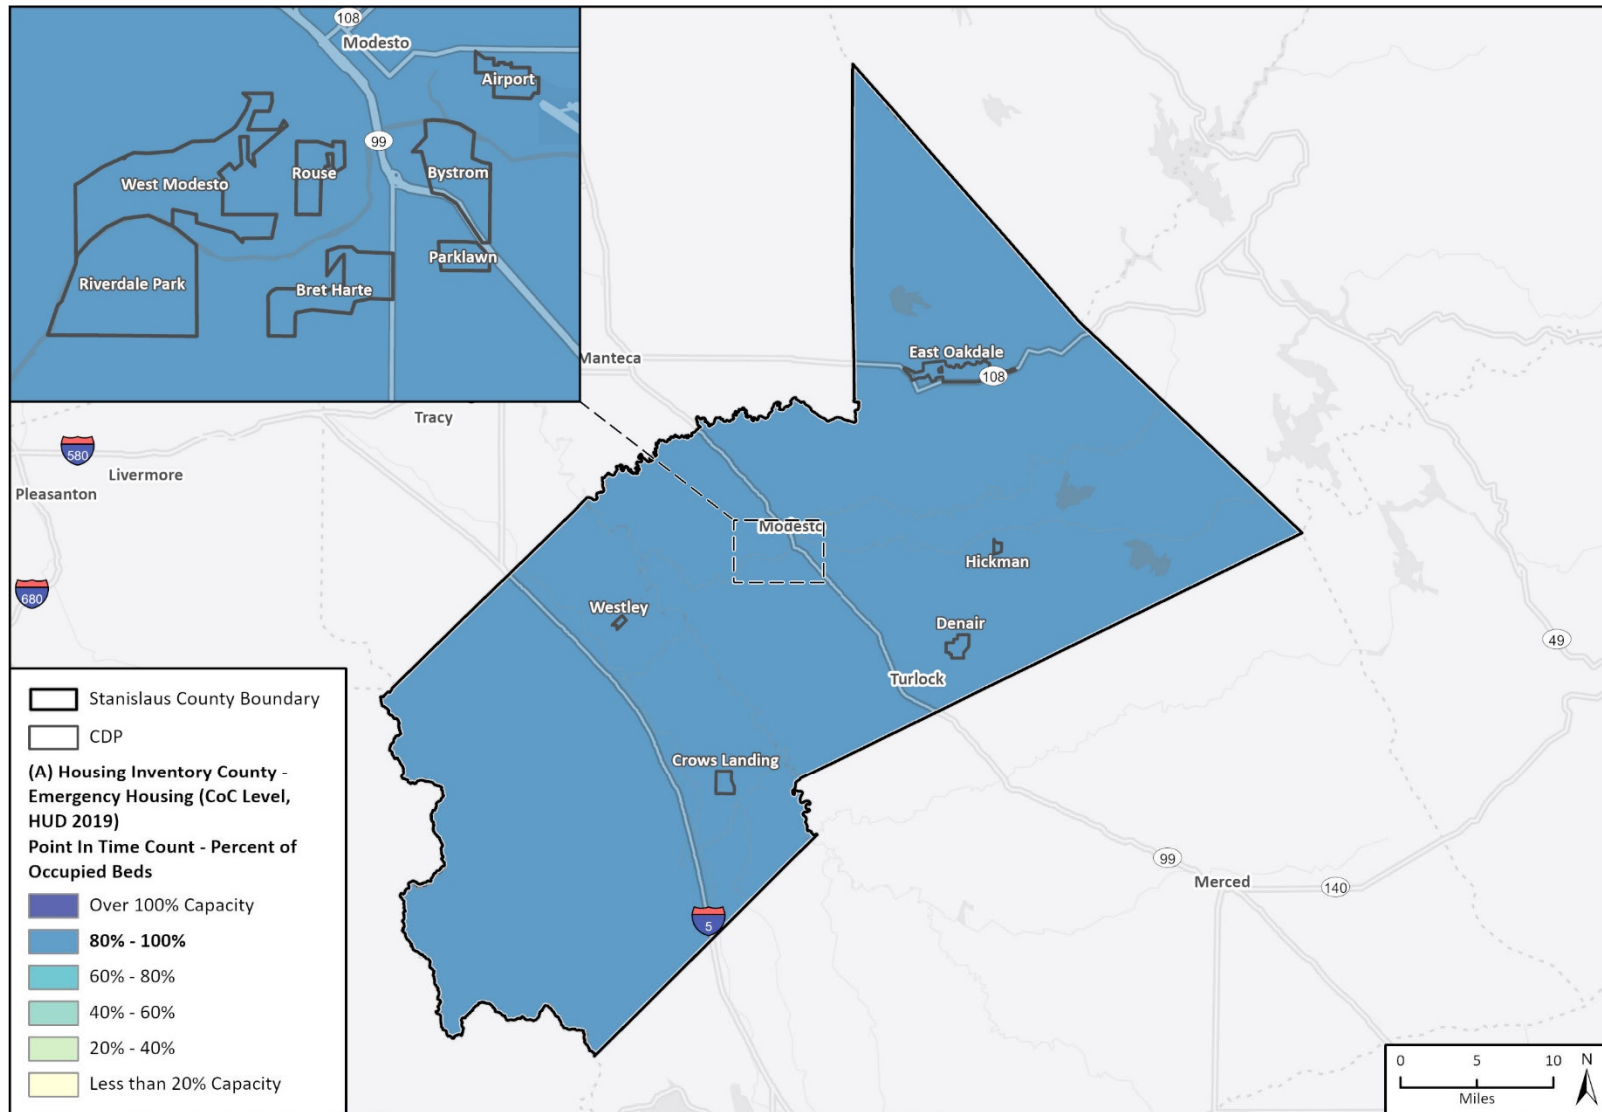 108
Modesto
Airport
99
West Modesto
Rouse
Bystrom
Parklawn
Riverdale Park
Bret Harte
Manteca
East Oakdale
108
Tracy
580
Livermore
Pleasanton
680
Modesto
Hickman
Westley
Denair
Turlock
49
Crows Landing
5
99
Merced
140
Stanislaus County Boundary
CDP
(A) Housing Inventory County -
Emergency Housing (CoC Level,
HUD 2019)
Point In Time Count - Percent of
Occupied Beds
Over 100% Capacity
80% - 100%
60% - 80%
40% - 60%
20% - 40%
Less than 20% Capacity
0 5 10
Miles
N